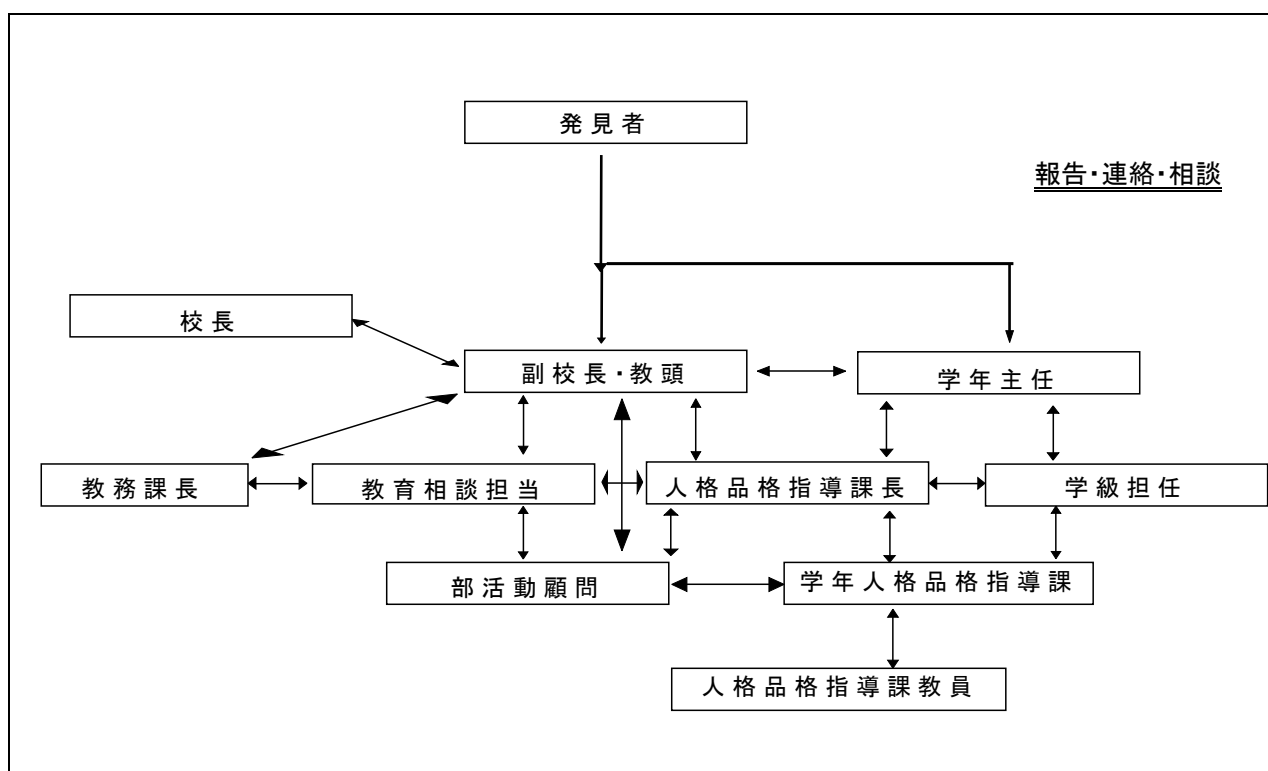 発見者
報告・連絡・相談
校長
副校長・教頭
学年主任
教務課長
教育相談担当
人格品格指導課長
学級担任
部活動顧問
学年人格品格指導課
人格品格指導課教員